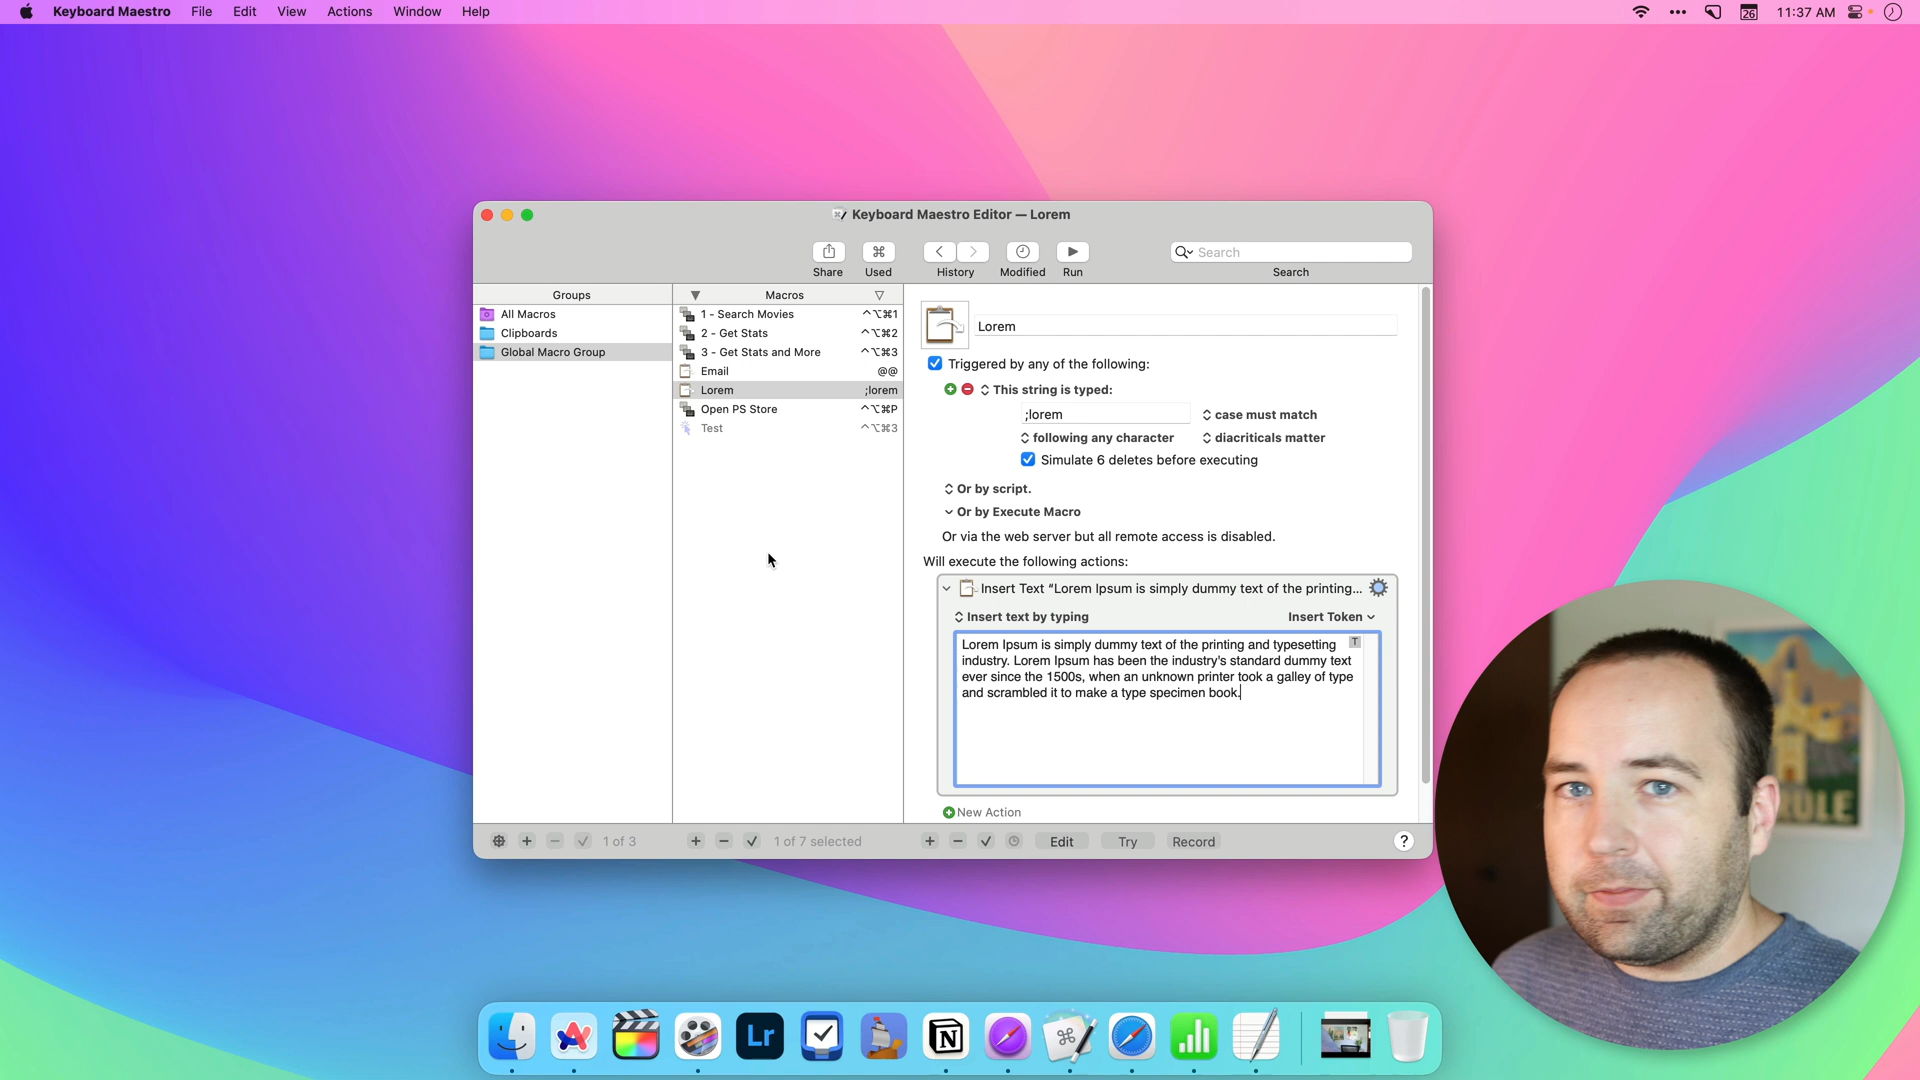 Keyboard Maestro File Edit View Actions Window Help
26 11:37 AM
Keyboard Maestro Editor — Lorem
Share Used History Modified Run Search
Search
Groups
All Macros
Clipboards
Global Macro Group
Macros
1 - Search Movies ^⌥⌘1
2 - Get Stats ^⌥⌘2
3 - Get Stats and More ^⌥⌘3
Email @@
Lorem ;lorem
Open PS Store ^⌥⌘P
Test ^⌥⌘3
Lorem
Triggered by any of the following:
This string is typed:
;lorem case must match
following any character diacriticals matter
Simulate 6 deletes before executing
Or by script.
Or by Execute Macro
Or via the web server but all remote access is disabled.
Will execute the following actions:
Insert Text “Lorem Ipsum is simply dummy text of the printing...
Insert text by typing Insert Token
Lorem Ipsum is simply dummy text of the printing and typesetting
industry. Lorem Ipsum has been the industry's standard dummy text
ever since the 1500s, when an unknown printer took a galley of type
and scrambled it to make a type specimen book.
T
New Action
1 of 3
1 of 7 selected
Edit Try Record ?
Lr
N